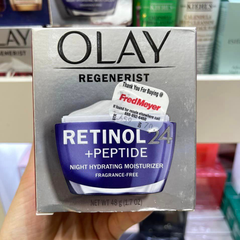 OLAY
REGENERIST
Thank You For Buying @
FredMeyer
RETINOL24
+PEPTIDE
NIGHT HYDRATING MOISTURIZER
FRAGRANCE-FREE